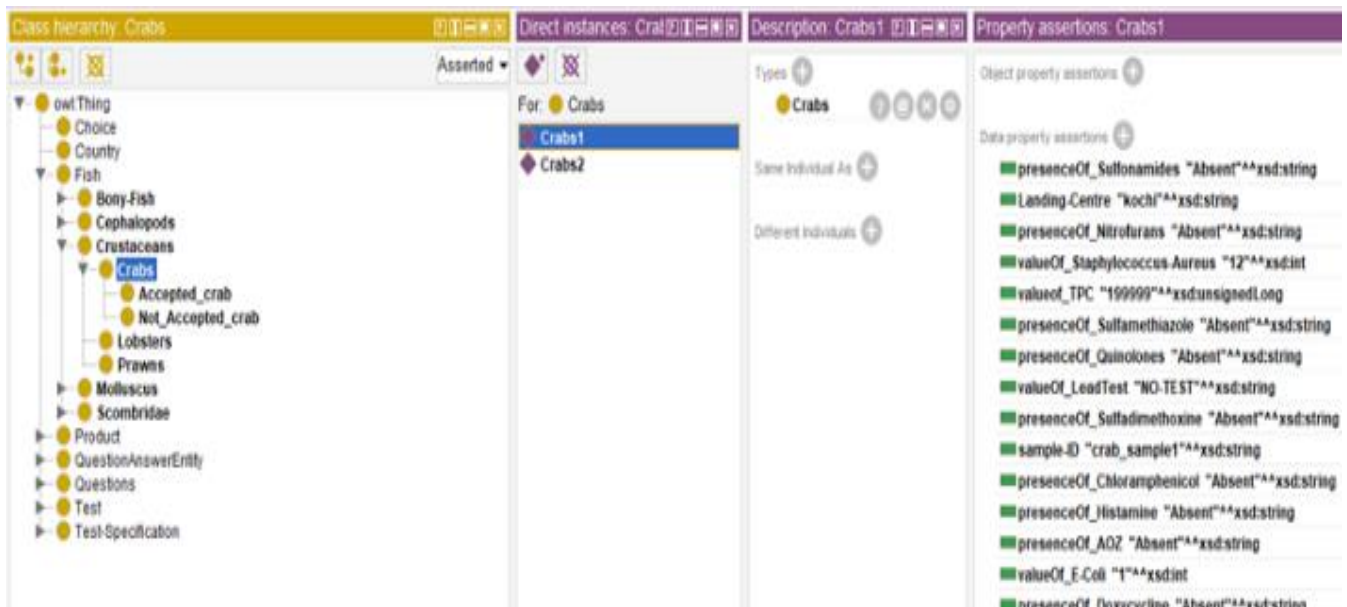 Class hierarchy: Crabs
Asserted
owl:Thing
Choice
Country
Fish
Bony-Fish
Cephalopods
Crustaceans
Crabs
Accepted_crab
Not_Accepted_crab
Lobsters
Prawns
Molluscus
Scombridae
Product
QuestionAnswerEntity
Questions
Test
Test-Specification
Direct instances: Crab
For: Crabs
Crabs1
Crabs2
Description: Crabs1
Types
Crabs
Same Individual As
Different Individuals
Property assertions: Crabs1
Object property assertions
Data property assertions
presenceOf_Sulfonamides "Absent"^^xsd:string
Landing-Centre "kochi"^^xsd:string
presenceOf_Nitrofurans "Absent"^^xsd:string
valueOf_Staphylococcus-Aureus "12"^^xsd:int
valueof_TPC "199999"^^xsd:unsignedLong
presenceOf_Sulfamethiazole "Absent"^^xsd:string
presenceOf_Quinolones "Absent"^^xsd:string
valueOf_LeadTest "NO-TEST"^^xsd:string
presenceOf_Sulfadimethoxine "Absent"^^xsd:string
sample-ID "crab_sample1"^^xsd:string
presenceOf_Chloramphenicol "Absent"^^xsd:string
presenceOf_Histamine "Absent"^^xsd:string
presenceOf_AOZ "Absent"^^xsd:string
valueOf_E-Coli "1"^^xsd:int
presenceOf_Doxycycline "Absent"^^xsd:string